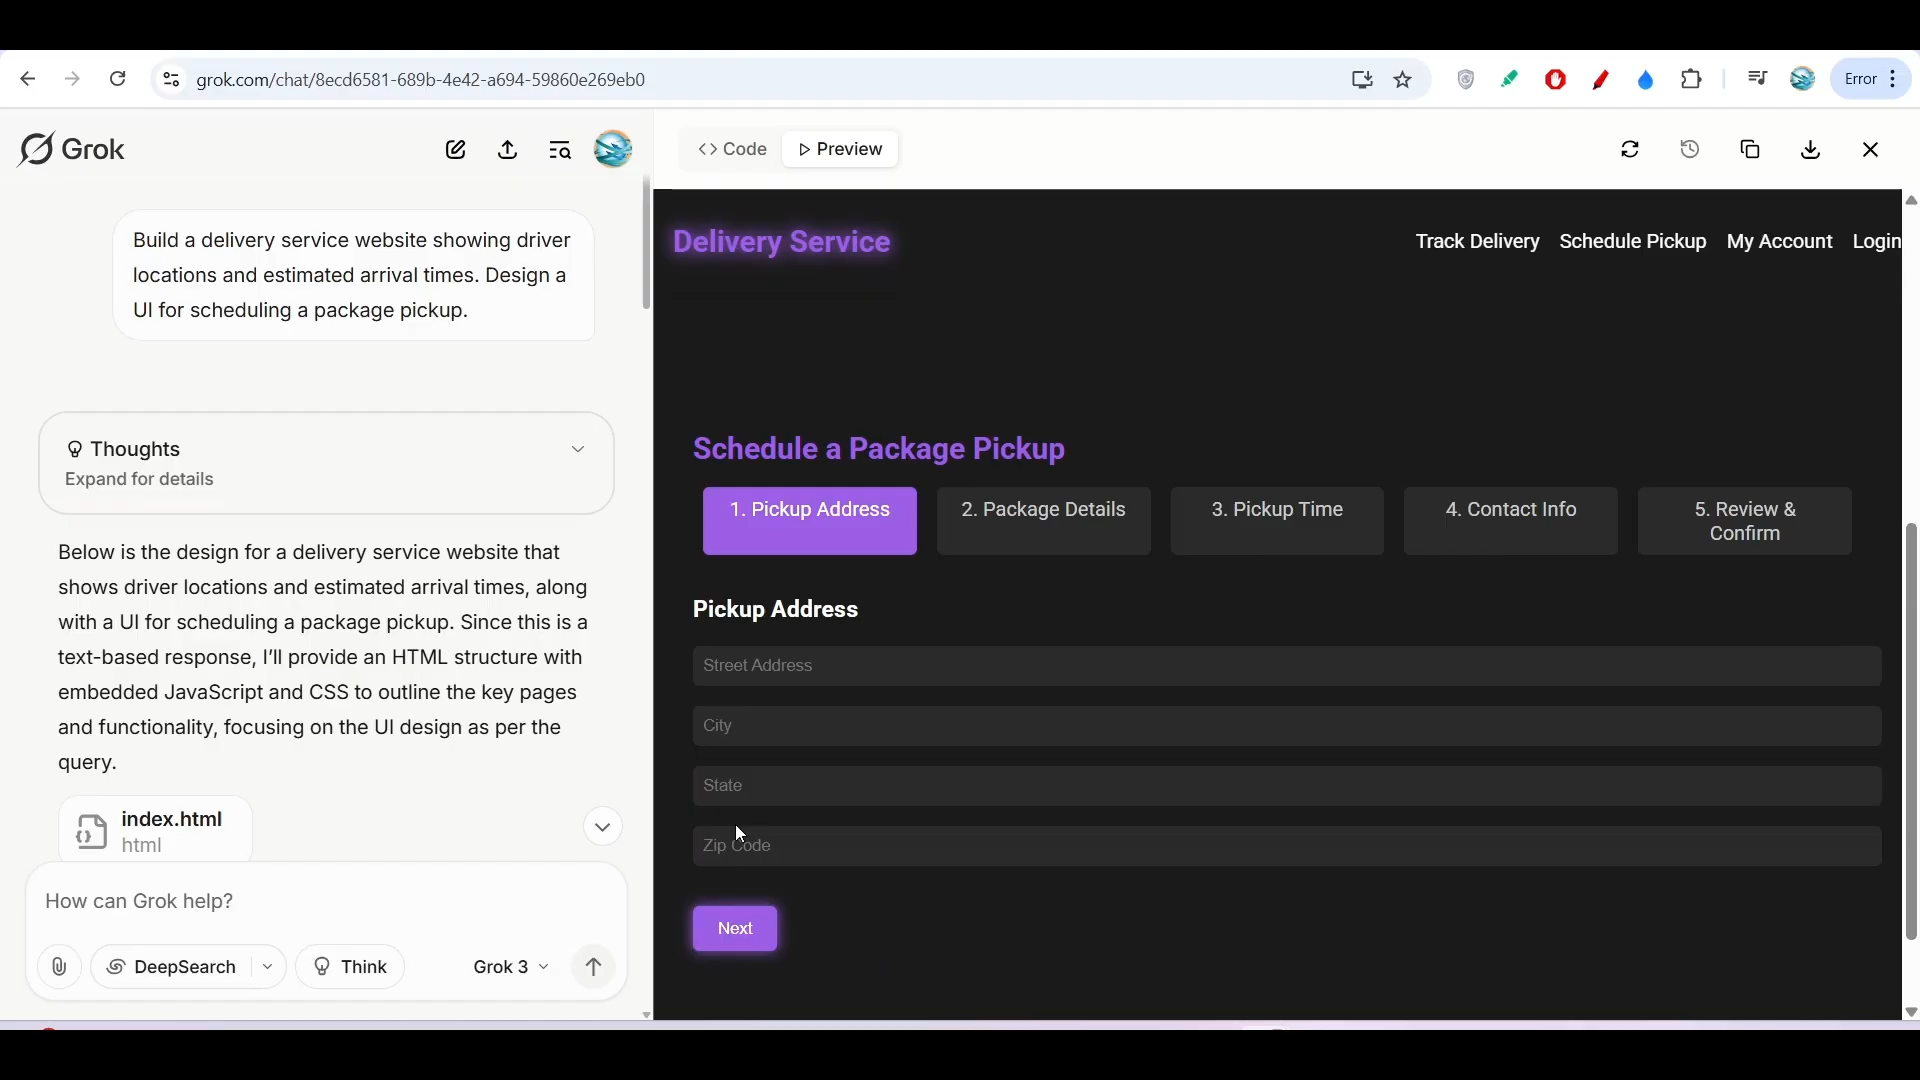 grok.com/chat/8ecd6581-689b-4e42-a694-59860e269eb0
Error
Grok
Build a delivery service website showing driver
locations and estimated arrival times. Design a
UI for scheduling a package pickup.
Thoughts
Expand for details
Below is the design for a delivery service website that
shows driver locations and estimated arrival times, along
with a UI for scheduling a package pickup. Since this is a
text-based response, I'll provide an HTML structure with
embedded JavaScript and CSS to outline the key pages
and functionality, focusing on the UI design as per the
query.
index.html
html
How can Grok help?
DeepSearch
Think
Grok 3
Code
Preview
Delivery Service
Track Delivery
Schedule Pickup
My Account
Login
Schedule a Package Pickup
1. Pickup Address
2. Package Details
3. Pickup Time
4. Contact Info
5. Review &
Confirm
Pickup Address
Street Address
City
State
Zip Code
Next